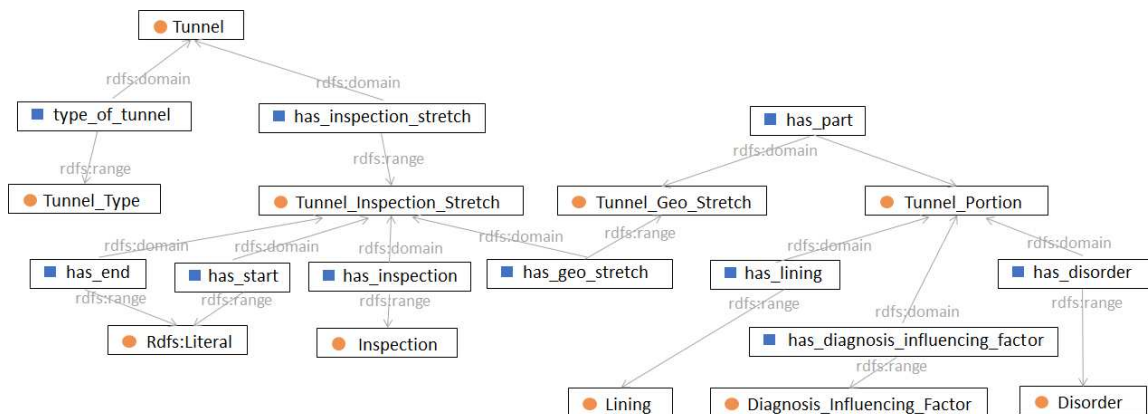 Tunnel
rdfs:domain
rdfs:domain
type_of_tunnel
has_inspection_stretch
has_part
rdfs:domain
rdfs:range
rdfs:range
Tunnel_Type
Tunnel_Inspection_Stretch
Tunnel_Geo_Stretch
Tunnel_Portion
rdfs:domain
rdfs:domain
rdfs:domain
rdfs:domain
rdfs:range
rdfs:domain
rdfs:domain
has_end
has_start
has_inspection
has_geo_stretch
has_lining
has_disorder
rdfs:range
rdfs:range
rdfs:range
rdfs:range
rdfs:range
rdfs:domain
Rdfs:Literal
Inspection
has_diagnosis_influencing_factor
rdfs:range
Lining
Diagnosis_Influencing_Factor
Disorder